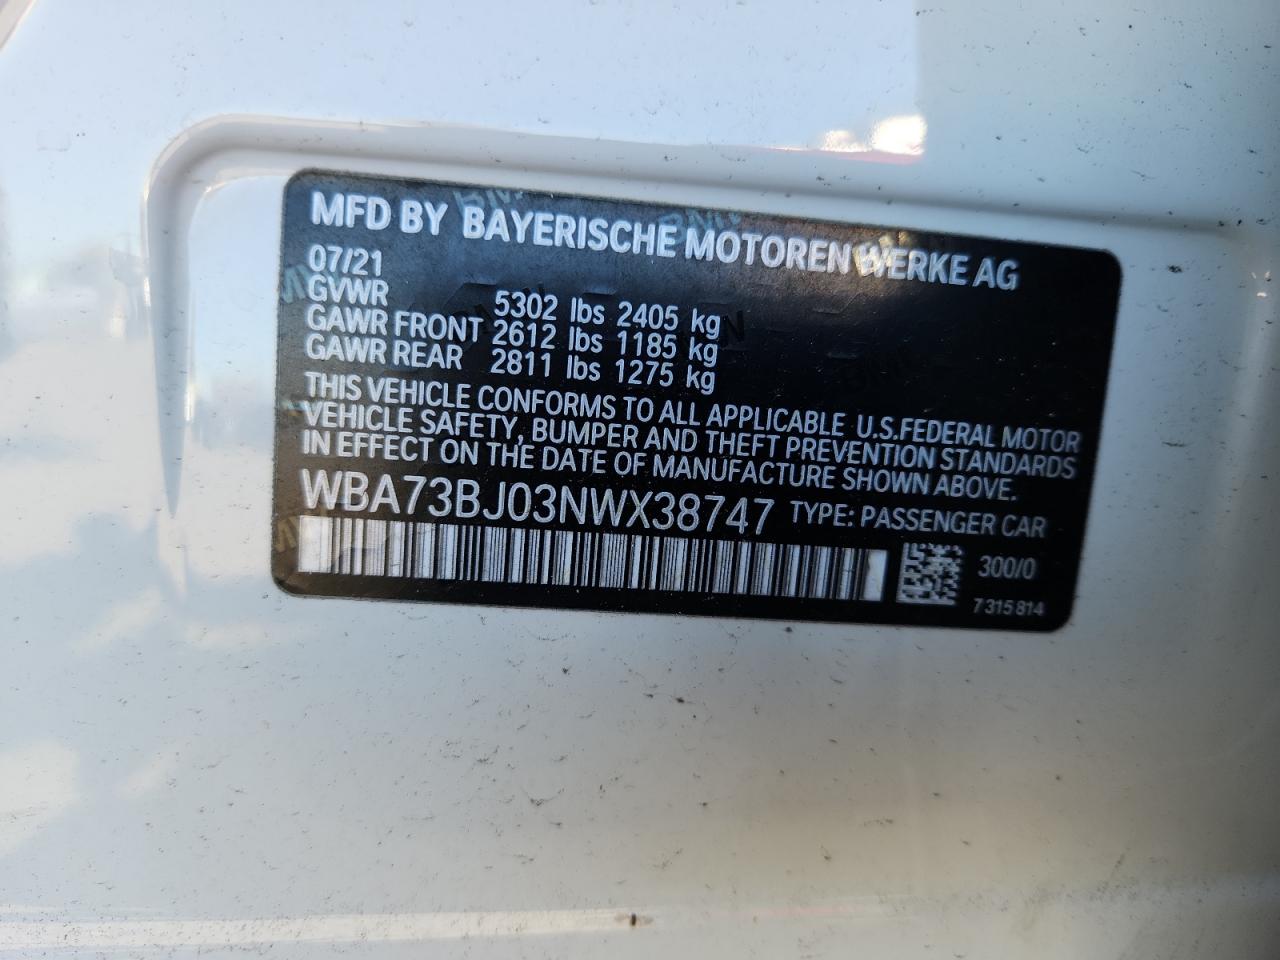 MFD BY BAYERISCHE MOTOREN WERKE AG
07/21
GVWR 5302 lbs 2405 kg
GAWR FRONT 2612 lbs 1185 kg
GAWR REAR 2811 lbs 1275 kg
THIS VEHICLE CONFORMS TO ALL APPLICABLE U.S.FEDERAL MOTOR
VEHICLE SAFETY, BUMPER AND THEFT PREVENTION STANDARDS
IN EFFECT ON THE DATE OF MANUFACTURE SHOWN ABOVE.
WBA73BJ03NWX38747 TYPE: PASSENGER CAR
300/0
7 315 814